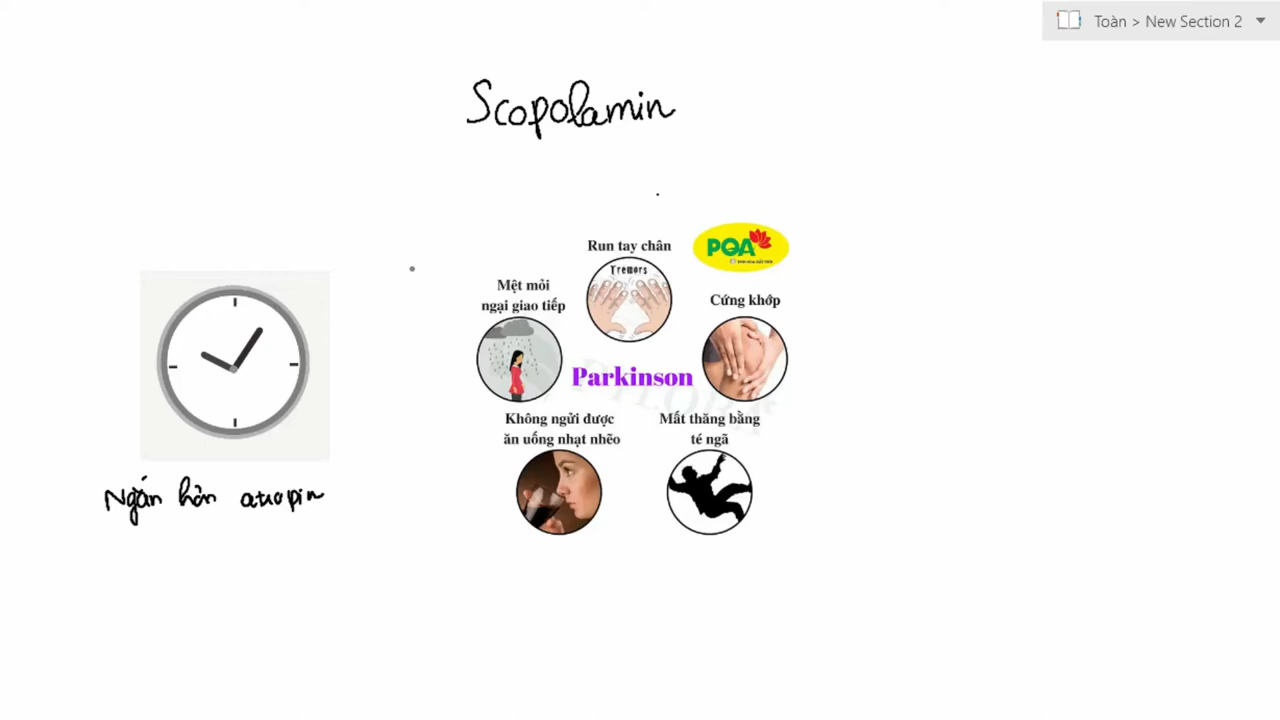 Toàn > New Section 2
Scopolamin
Run tay chân
PQA
Tremors
Mệt mỏi
ngại giao tiếp
Cứng khớp
Parkinson
Không ngửi được
ăn uống nhạt nhẽo
Mất thăng bằng
té ngã
Ngắn hơn atropin